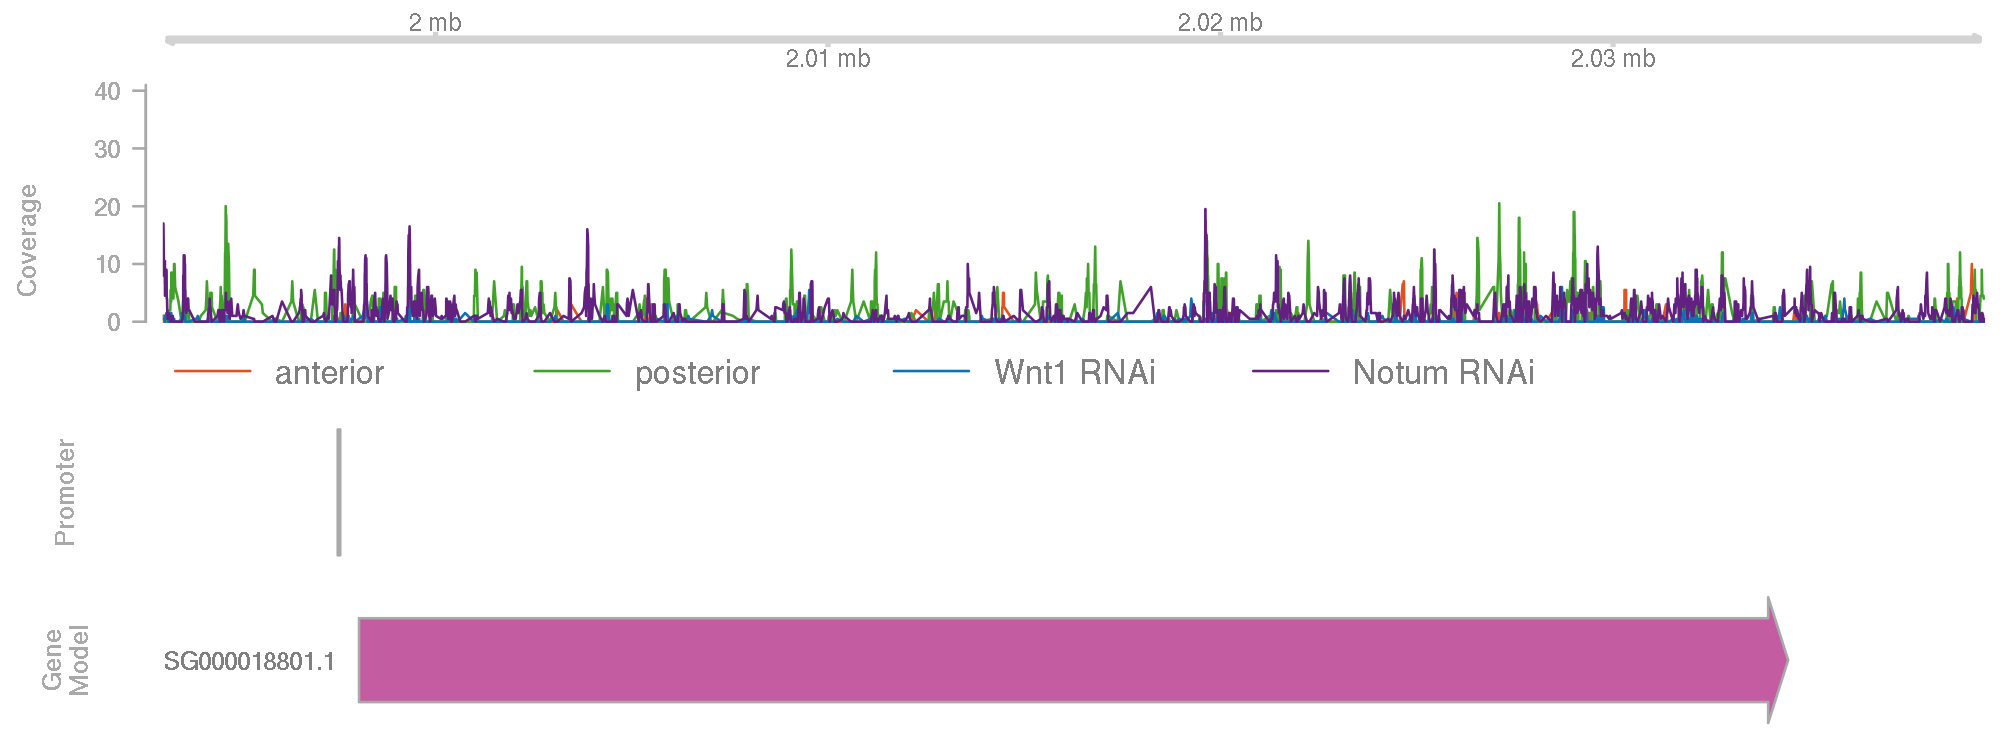 2 mb
2.02 mb
2.01 mb
2.03 mb
Coverage
40
30
20
10
0
anterior
posterior
Wnt1 RNAi
Notum RNAi
Promoter
Gene
Model
SG000018801.1